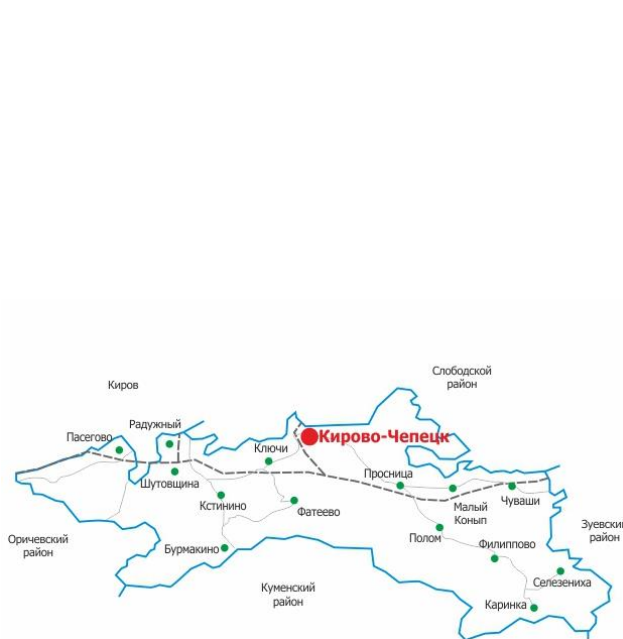 Слободской
район
Киров
Радужный
Пасегово
Кирово-Чепецк
Ключи
Просница
Шутовщина
Чуваши
Кстинино
Малый
Конып
Фатеево
Зуевский
район
Оричевский
район
Полом
Филиппово
Бурмакино
Селезениха
Куменский
район
Каринка